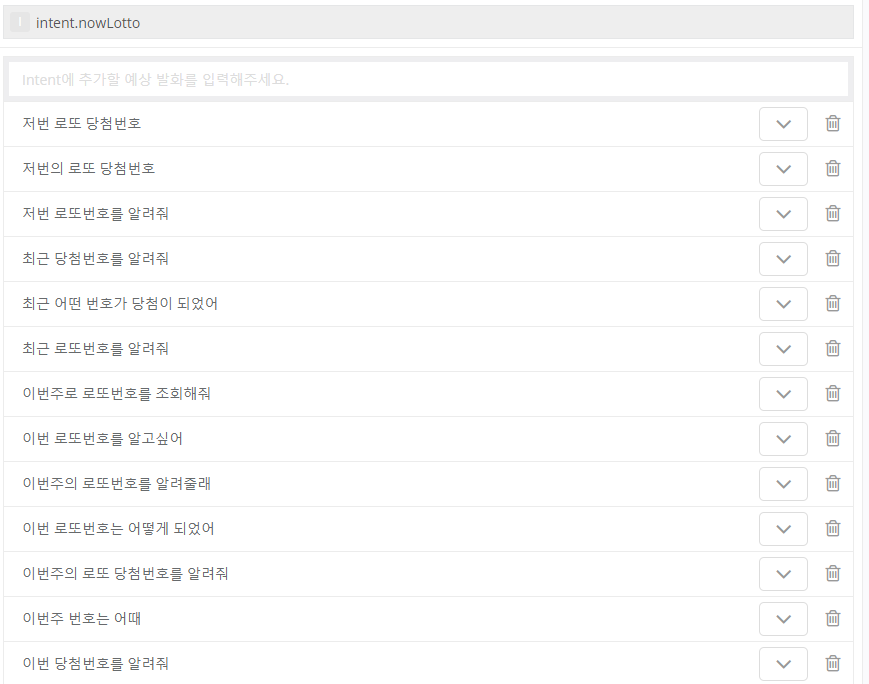 I intent.nowLotto
Intent에 추가할 예상 발화를 입력해주세요.
저번 로또 당첨번호
저번의 로또 당첨번호
저번 로또번호를 알려줘
최근 당첨번호를 알려줘
최근 어떤 번호가 당첨이 되었어
최근 로또번호를 알려줘
이번주로 로또번호를 조회해줘
이번 로또번호를 알고싶어
이번주의 로또번호를 알려줄래
이번 로또번호는 어떻게 되었어
이번주의 로또 당첨번호를 알려줘
이번주 번호는 어때
이번 당첨번호를 알려줘